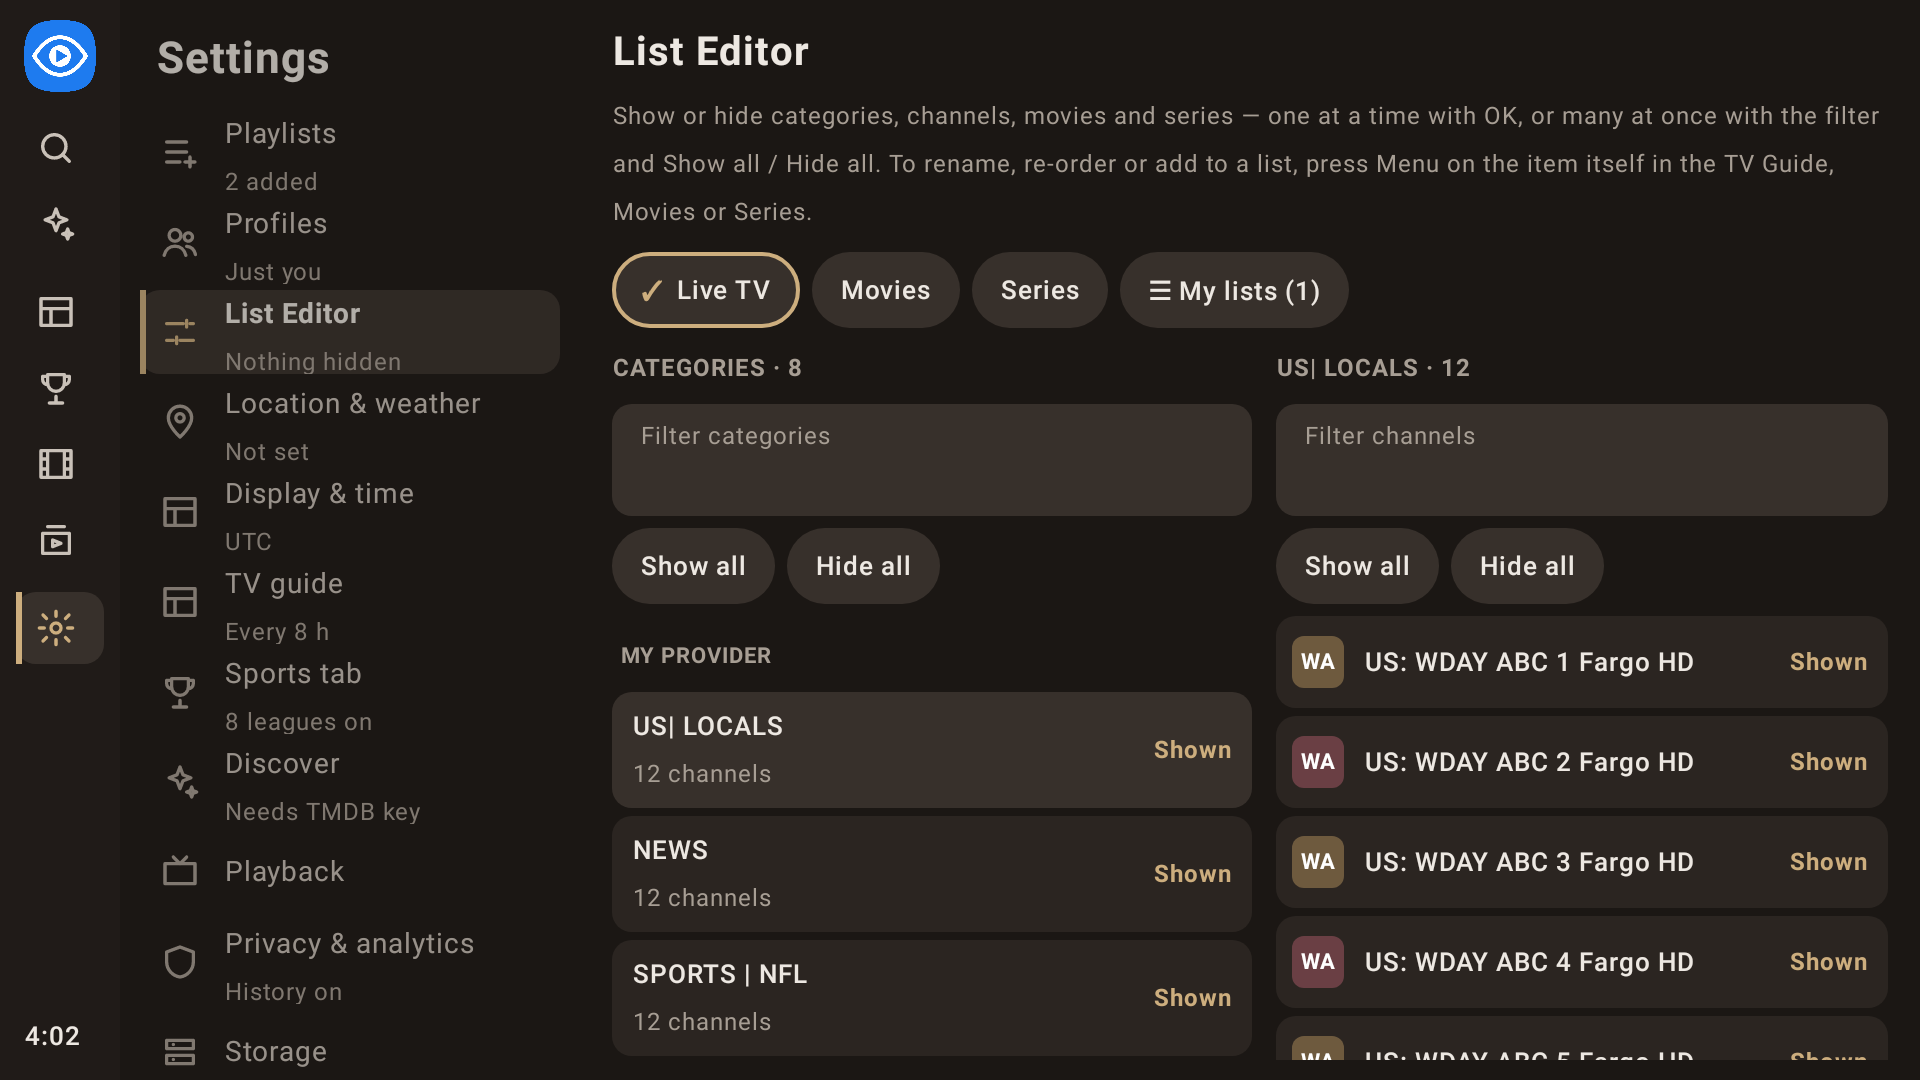 Settings
Playlists
2 added
Profiles
Just you
List Editor
Nothing hidden
Location & weather
Not set
Display & time
UTC
TV guide
Every 8 h
Sports tab
8 leagues on
Discover
Needs TMDB key
Playback
Privacy & analytics
History on
Storage
4:02
List Editor
Show or hide categories, channels, movies and series — one at a time with OK, or many at once with the filter
and Show all / Hide all. To rename, re-order or add to a list, press Menu on the item itself in the TV Guide,
Movies or Series.
✓ Live TV
Movies
Series
☰ My lists (1)
CATEGORIES · 8
Filter categories
Show all
Hide all
MY PROVIDER
US| LOCALS
12 channels
Shown
NEWS
12 channels
Shown
SPORTS | NFL
12 channels
Shown
US| LOCALS · 12
Filter channels
Show all
Hide all
WA US: WDAY ABC 1 Fargo HD Shown
WA US: WDAY ABC 2 Fargo HD Shown
WA US: WDAY ABC 3 Fargo HD Shown
WA US: WDAY ABC 4 Fargo HD Shown
WA US: WDAY ABC 5 Fargo HD Shown